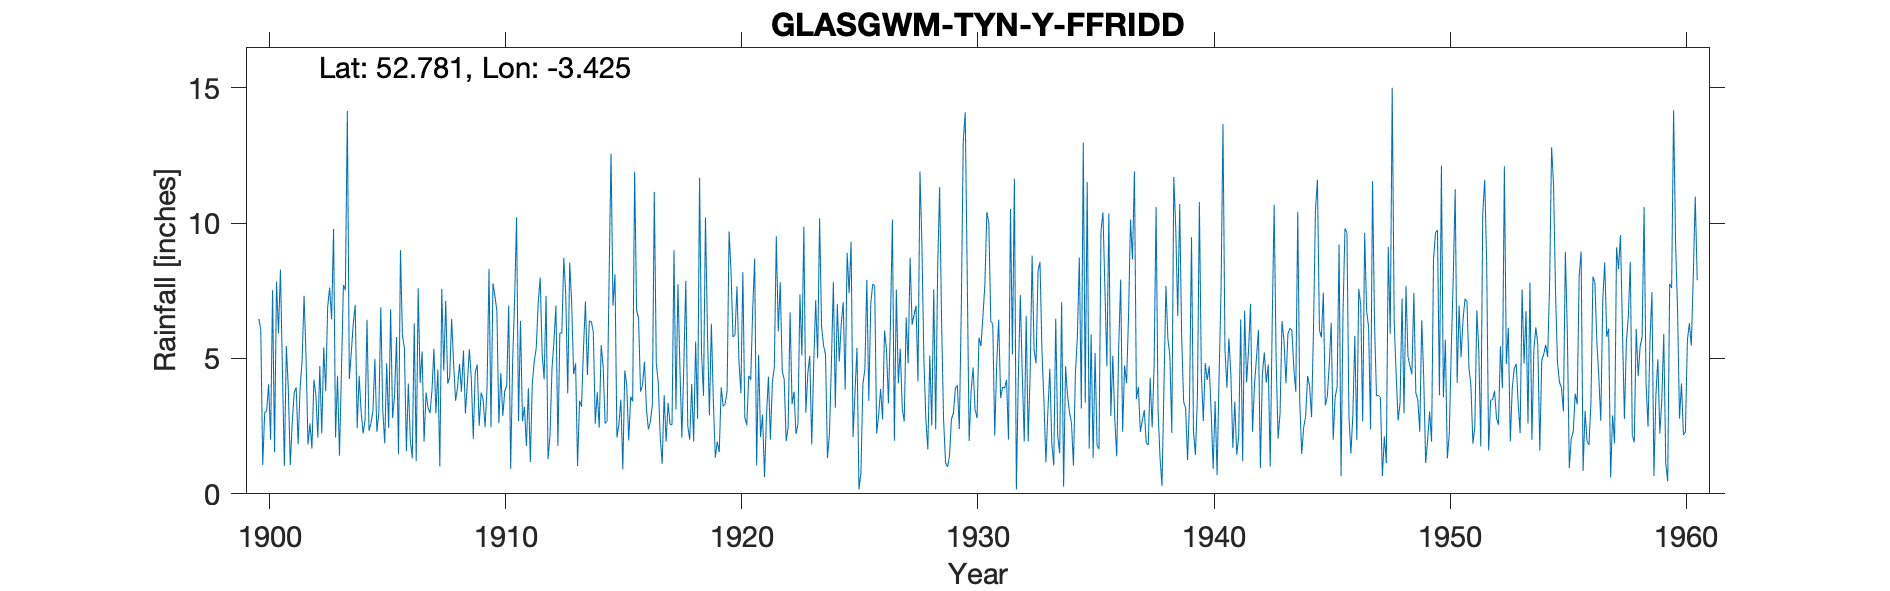 GLASGWM-TYN-Y-FFRIDD
Lat: 52.781, Lon: -3.425
15
10
5
0
Rainfall [inches]
1900 1910 1920 1930 1940 1950 1960
Year